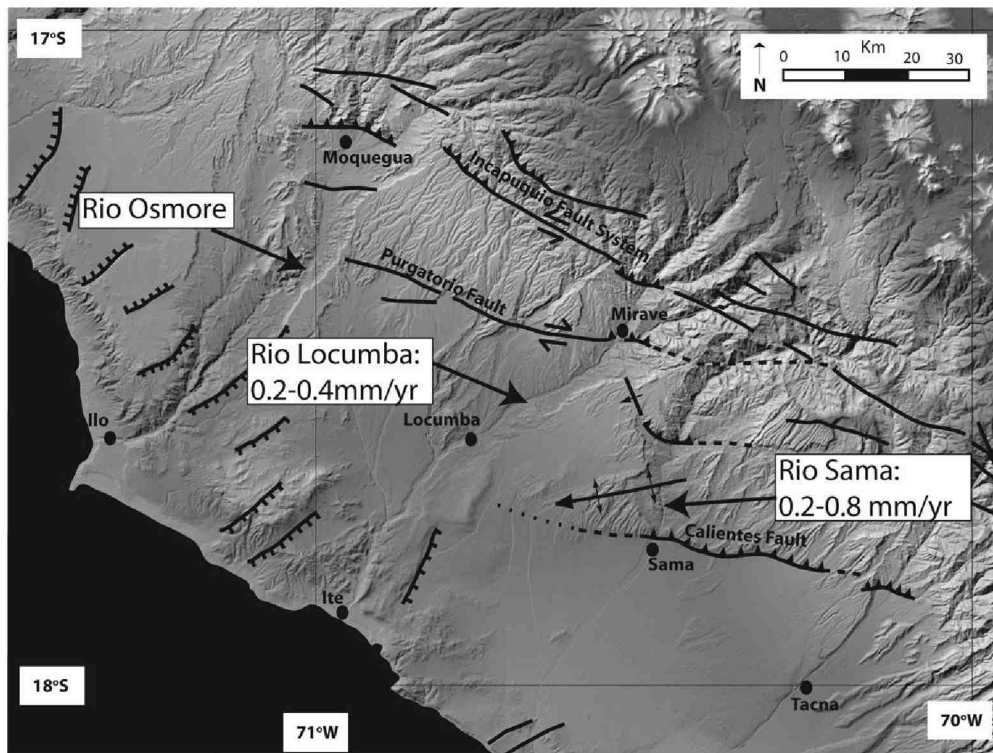 17°S
Km
0 10 20 30
N
Moquegua
Incapuquio Fault System
Rio Osmore
Purgatorio Fault
Mirave
Rio Locumba:
0.2-0.4mm/yr
Ilo
Locumba
Rio Sama:
0.2-0.8 mm/yr
Calientes Fault
Sama
Ite
18°S
Tacna
71°W
70°W